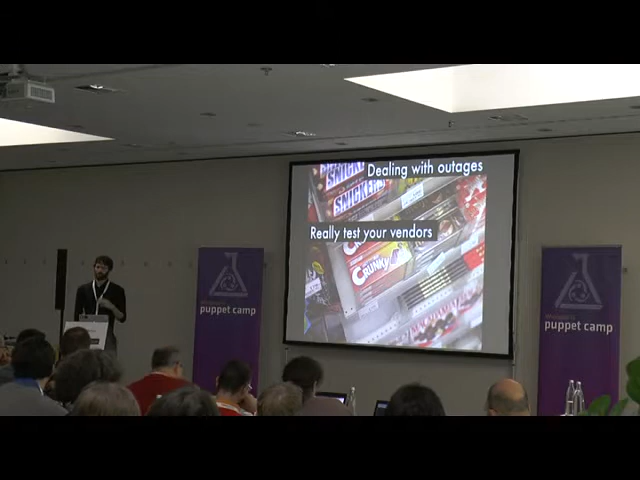 Dealing with outages
SNICKERS
SNICKERS
Really test your vendors
CRUNKY
puppet camp
puppet camp